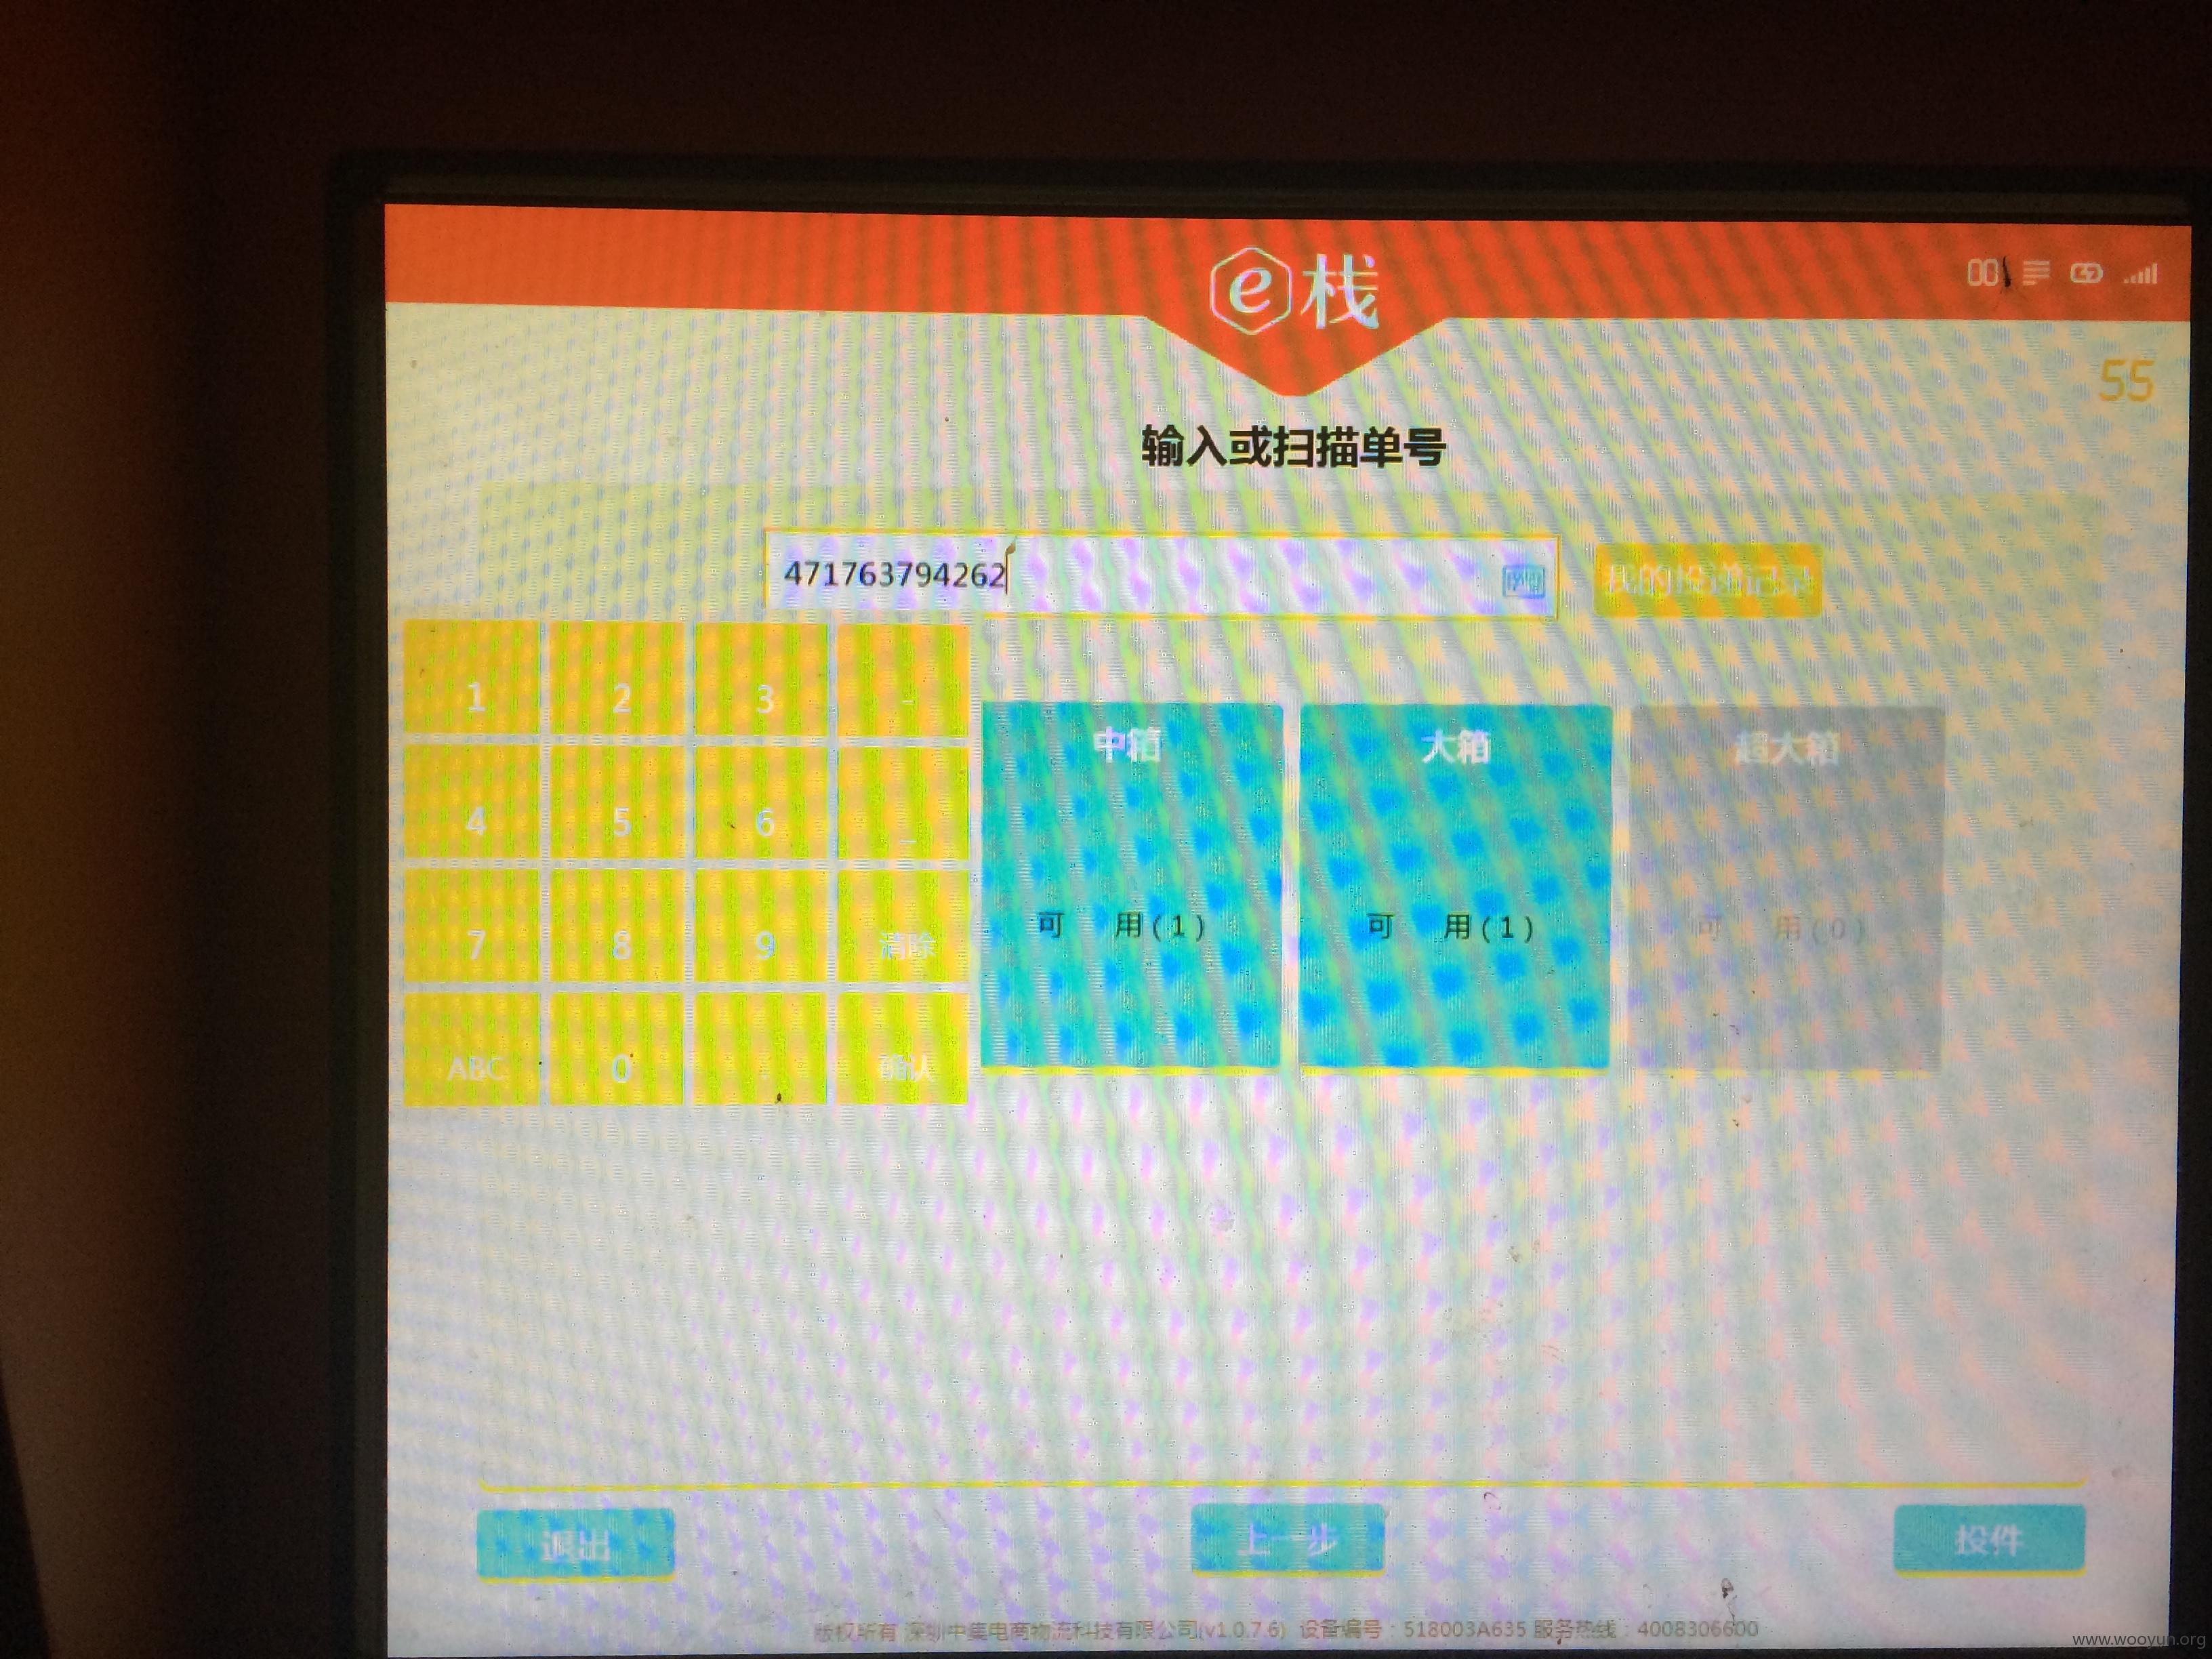 e栈
55
输入或扫描单号
471763794262
我的投递记录
1 2 3 -
4 5 6 _
7 8 9 清除
ABC 0 . 确认
中箱 大箱 超大箱
可 用(1) 可 用(1) 可 用(0)
退出 上一步 投件
版权所有 深圳中集电商物流科技有限公司(v1.0.7.6) 设备编号：518003A635 服务热线：4008306600
www.wooyun.org